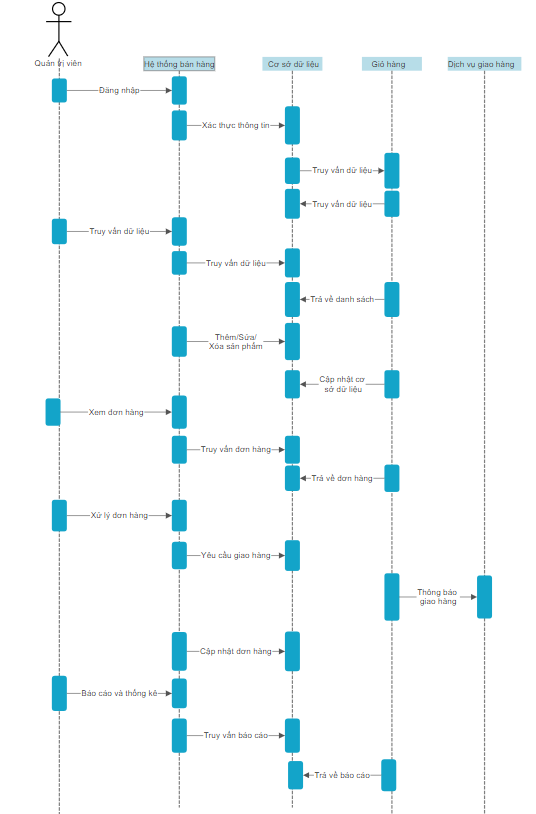 Quản trị viên
Hệ thống bán hàng
Cơ sở dữ liệu
Giỏ hàng
Dịch vụ giao hàng
Đăng nhập
Xác thực thông tin
Truy vấn dữ liệu
Truy vấn dữ liệu
Truy vấn dữ liệu
Truy vấn dữ liệu
Trả về danh sách
Thêm/Sửa/
Xóa sản phẩm
Cập nhật cơ
sở dữ liệu
Xem đơn hàng
Truy vấn đơn hàng
Trả về đơn hàng
Xử lý đơn hàng
Yêu cầu giao hàng
Thông báo
giao hàng
Cập nhật đơn hàng
Báo cáo và thống kê
Truy vấn báo cáo
Trả về báo cáo